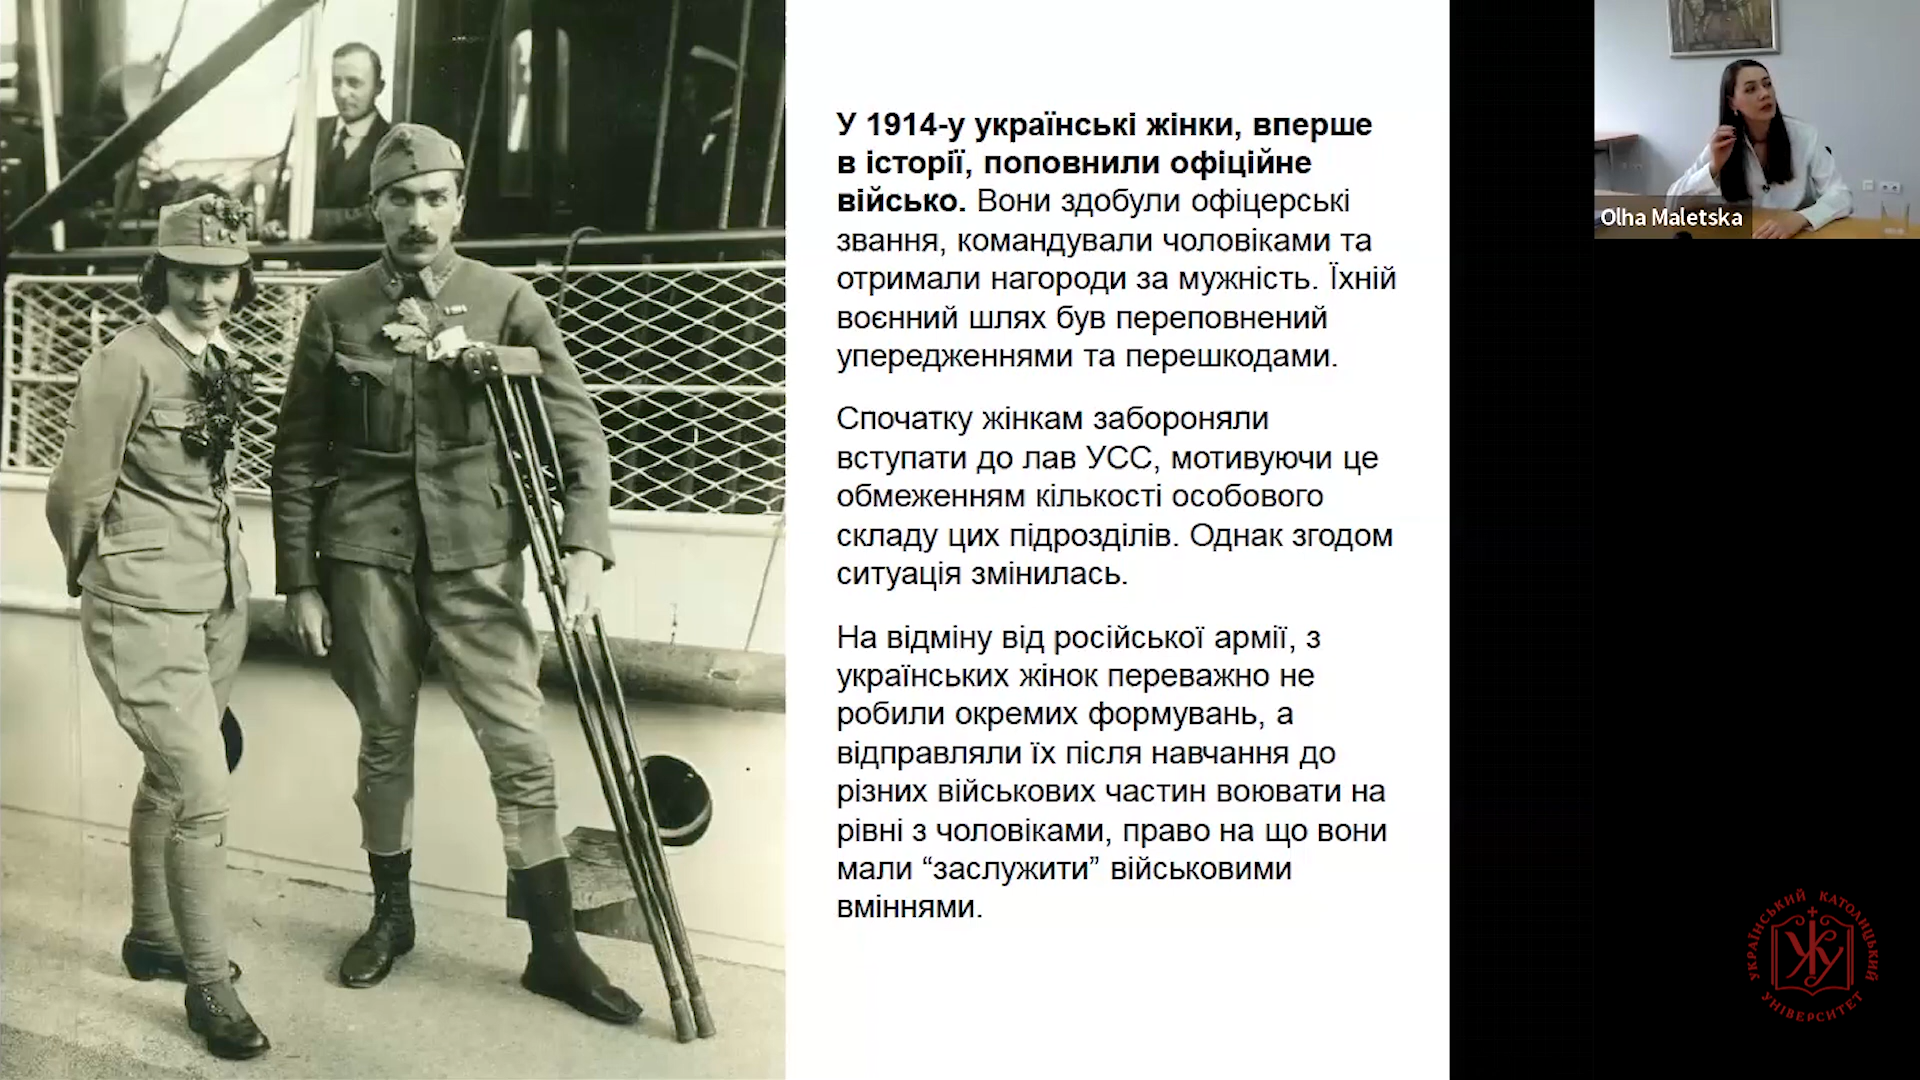 У 1914-у українські жінки, вперше
в історії, поповнили офіційне
військо. Вони здобули офіцерські
звання, командували чоловіками та
отримали нагороди за мужність. Їхній
воєнний шлях був переповнений
упередженнями та перешкодами.
Спочатку жінкам забороняли
вступати до лав УСС, мотивуючи це
обмеженням кількості особового
складу цих підрозділів. Однак згодом
ситуація змінилась.
На відміну від російської армії, з
українських жінок переважно не
робили окремих формувань, а
відправляли їх після навчання до
різних військових частин воювати на
рівні з чоловіками, право на що вони
мали “заслужити” військовими
вміннями.
Olha Maletska
УКРАЇНСЬКИЙ КАТОЛИЦЬКИЙ
УНІВЕРСИТЕТ
УКУ